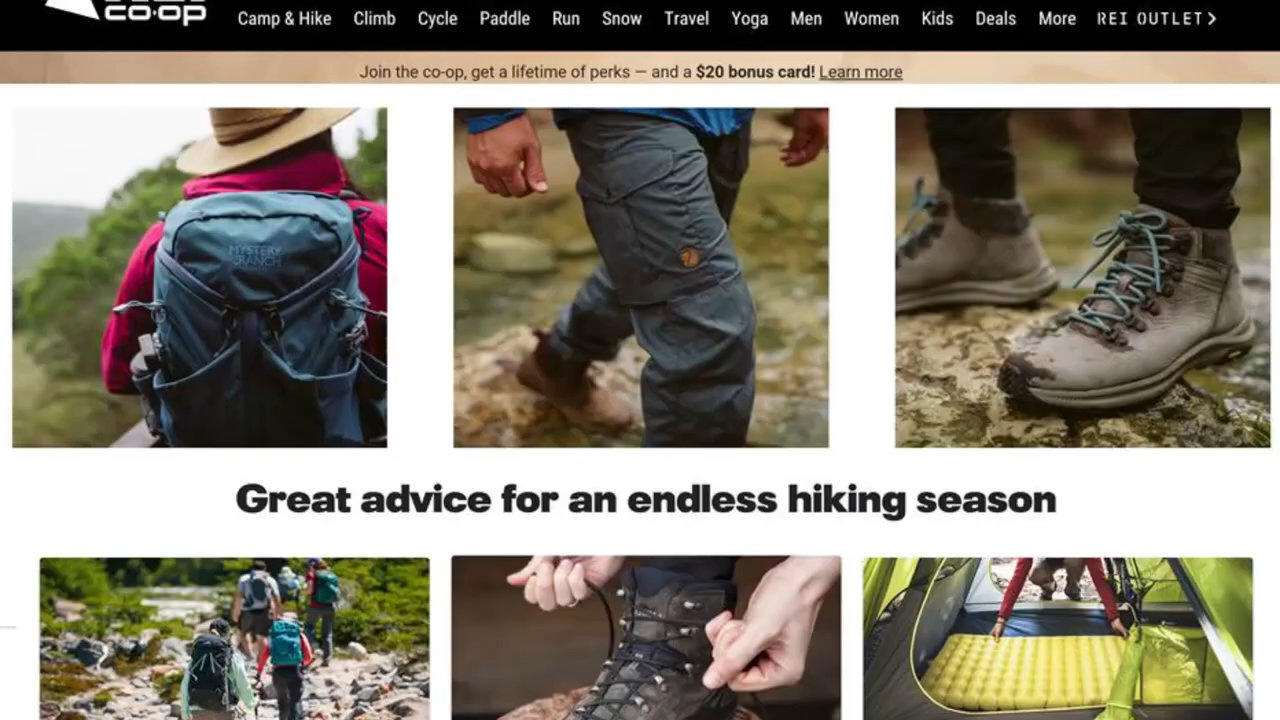 co·op
Camp & Hike Climb Cycle Paddle Run Snow Travel Yoga Men Women Kids Deals More REI OUTLET
Join the co-op, get a lifetime of perks — and a $20 bonus card! Learn more
MYSTERY
RANCH
Great advice for an endless hiking season